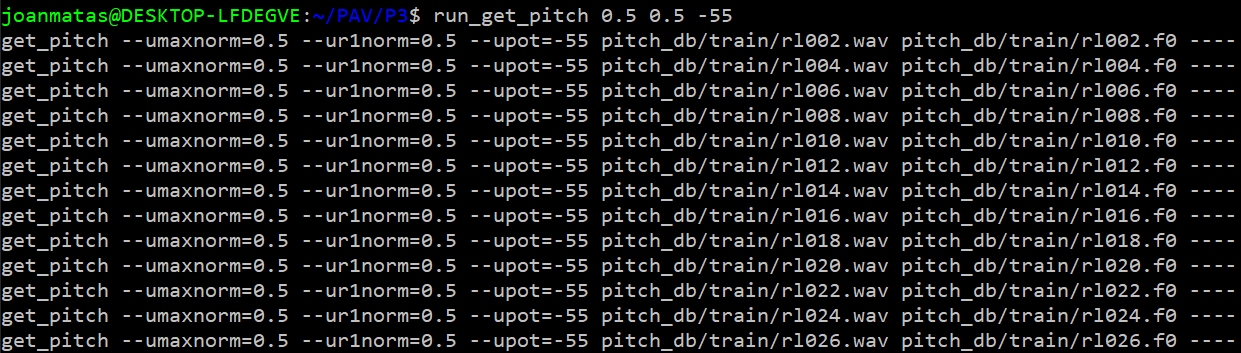 joanmatas@DESKTOP-LFDEGVE:~/PAV/P3$ run_get_pitch 0.5 0.5 -55
get_pitch --umaxnorm=0.5 --ur1norm=0.5 --upot=-55 pitch_db/train/rl002.wav pitch_db/train/rl002.f0 ----
get_pitch --umaxnorm=0.5 --ur1norm=0.5 --upot=-55 pitch_db/train/rl004.wav pitch_db/train/rl004.f0 ----
get_pitch --umaxnorm=0.5 --ur1norm=0.5 --upot=-55 pitch_db/train/rl006.wav pitch_db/train/rl006.f0 ----
get_pitch --umaxnorm=0.5 --ur1norm=0.5 --upot=-55 pitch_db/train/rl008.wav pitch_db/train/rl008.f0 ----
get_pitch --umaxnorm=0.5 --ur1norm=0.5 --upot=-55 pitch_db/train/rl010.wav pitch_db/train/rl010.f0 ----
get_pitch --umaxnorm=0.5 --ur1norm=0.5 --upot=-55 pitch_db/train/rl012.wav pitch_db/train/rl012.f0 ----
get_pitch --umaxnorm=0.5 --ur1norm=0.5 --upot=-55 pitch_db/train/rl014.wav pitch_db/train/rl014.f0 ----
get_pitch --umaxnorm=0.5 --ur1norm=0.5 --upot=-55 pitch_db/train/rl016.wav pitch_db/train/rl016.f0 ----
get_pitch --umaxnorm=0.5 --ur1norm=0.5 --upot=-55 pitch_db/train/rl018.wav pitch_db/train/rl018.f0 ----
get_pitch --umaxnorm=0.5 --ur1norm=0.5 --upot=-55 pitch_db/train/rl020.wav pitch_db/train/rl020.f0 ----
get_pitch --umaxnorm=0.5 --ur1norm=0.5 --upot=-55 pitch_db/train/rl022.wav pitch_db/train/rl022.f0 ----
get_pitch --umaxnorm=0.5 --ur1norm=0.5 --upot=-55 pitch_db/train/rl024.wav pitch_db/train/rl024.f0 ----
get_pitch --umaxnorm=0.5 --ur1norm=0.5 --upot=-55 pitch_db/train/rl026.wav pitch_db/train/rl026.f0 ----